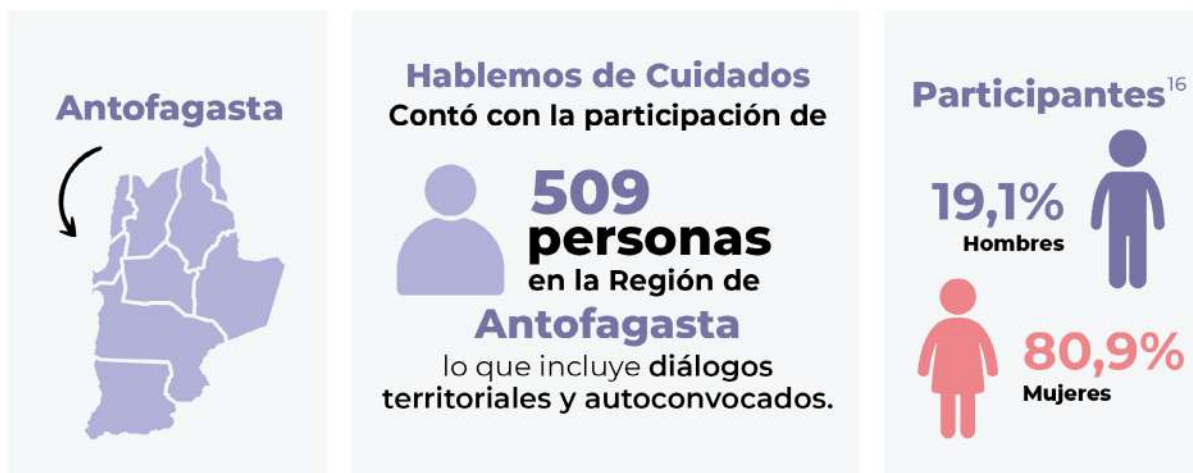 Antofagasta
Hablemos de Cuidados
Contó con la participación de
509
personas
en la Región de
Antofagasta
lo que incluye diálogos
territoriales y autoconvocados.
Participantes16
19,1%
Hombres
80,9%
Mujeres